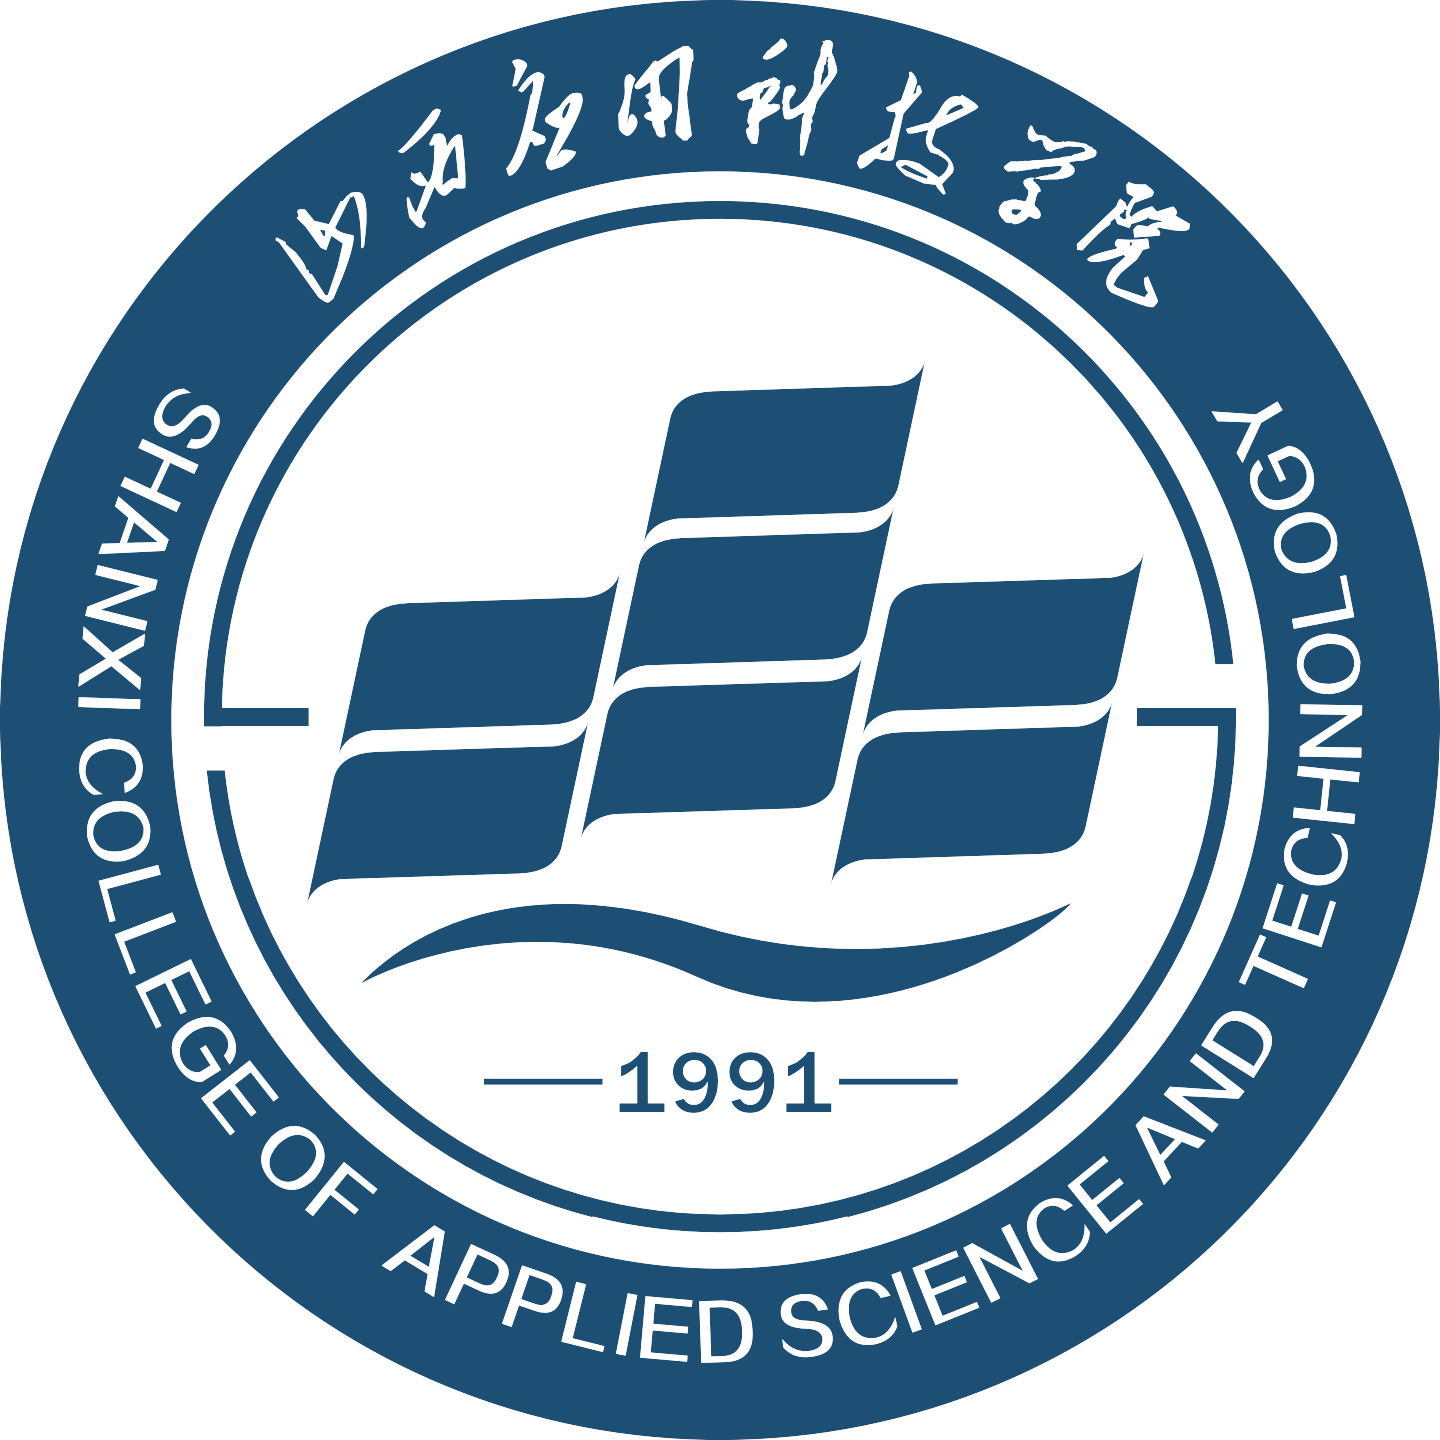 山西应用科技学院
SHANXI COLLEGE OF APPLIED SCIENCE AND TECHNOLOGY
1991